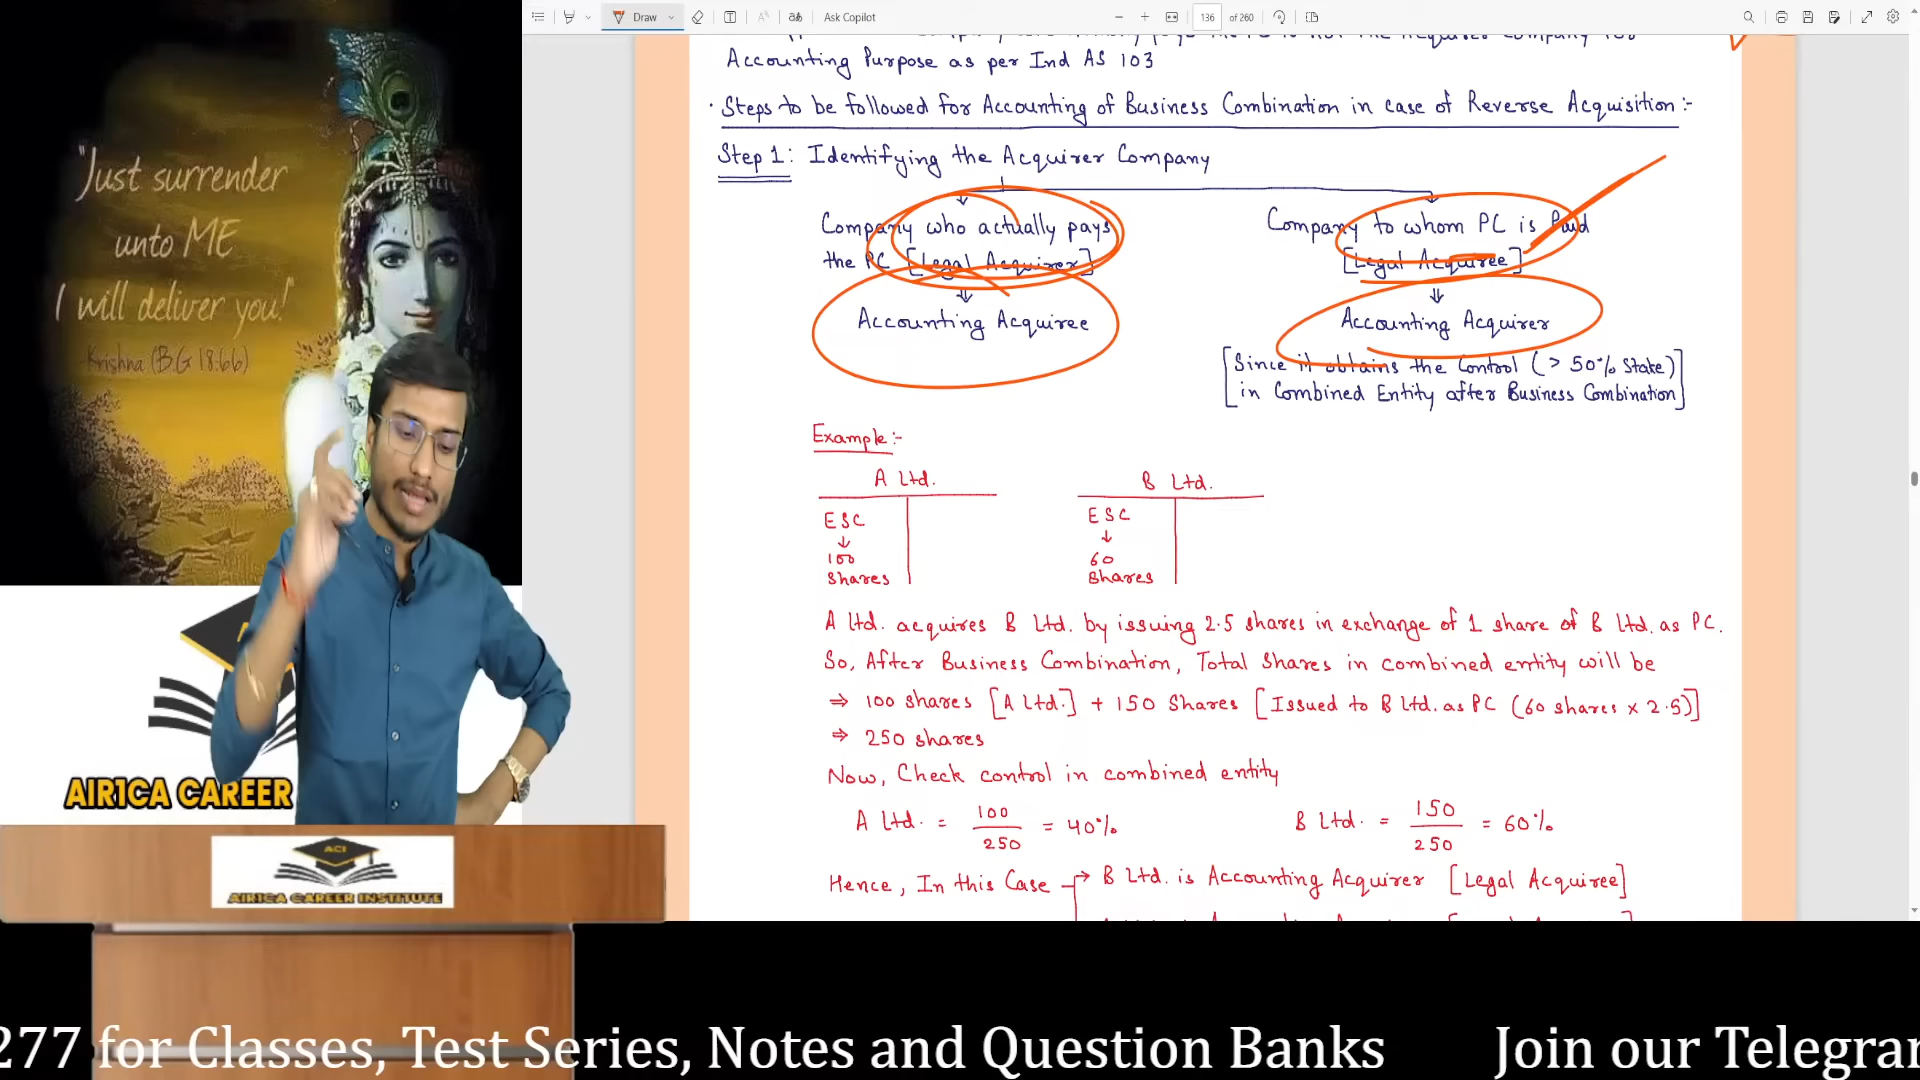 Draw
Ask Copilot
136 of 260
Accounting Purpose as per Ind AS 103
· Steps to be followed for Accounting of Business Combination in case of Reverse Acquisition :-
Step 1: Identifying the Acquirer Company
Company who actually pays
the PC [Legal Acquirer]
⇓
Accounting Acquiree
Company to whom PC is Paid
[Legal Acquiree]
⇓
Accounting Acquirer
[Since it obtains the Control (> 50% Stake)
in Combined Entity after Business Combination]
Example :-
A Ltd.
ESC
↓
100
Shares
B Ltd.
ESC
↓
60
Shares
A Ltd. acquires B Ltd. by issuing 2.5 shares in exchange of 1 share of B Ltd. as PC.
So, After Business Combination, Total Shares in combined entity will be
⇒ 100 shares [A Ltd.] + 150 Shares [Issued to B Ltd. as PC (60 shares x 2.5)]
⇒ 250 shares
Now, Check control in combined entity
A Ltd. = 100/250 = 40%
B Ltd. = 150/250 = 60%
Hence, In this Case → B Ltd. is Accounting Acquirer [Legal Acquiree]
"Just surrender
unto ME
I will deliver you!"
-Krishna (B.G 18:66)
AIR1CA CAREER
ACI
AIR1CA CAREER INSTITUTE
277 for Classes, Test Series, Notes and Question Banks
Join our Telegra